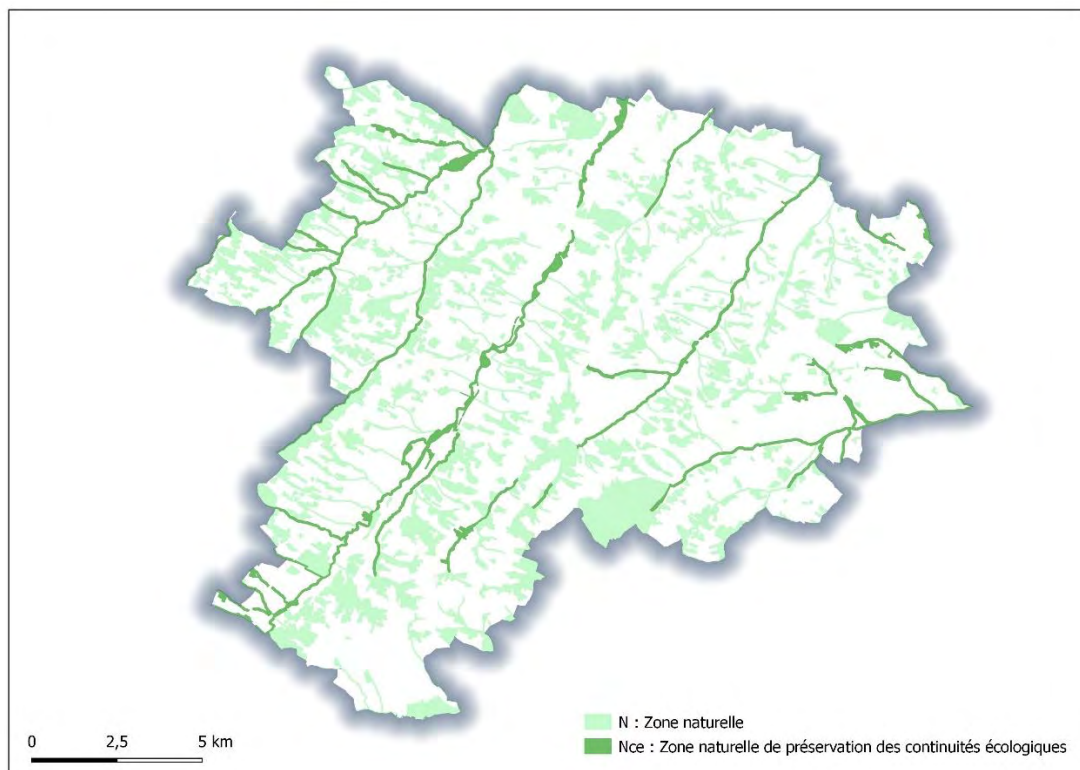 0 2,5 5 km
N : Zone naturelle
Nce : Zone naturelle de préservation des continuités écologiques